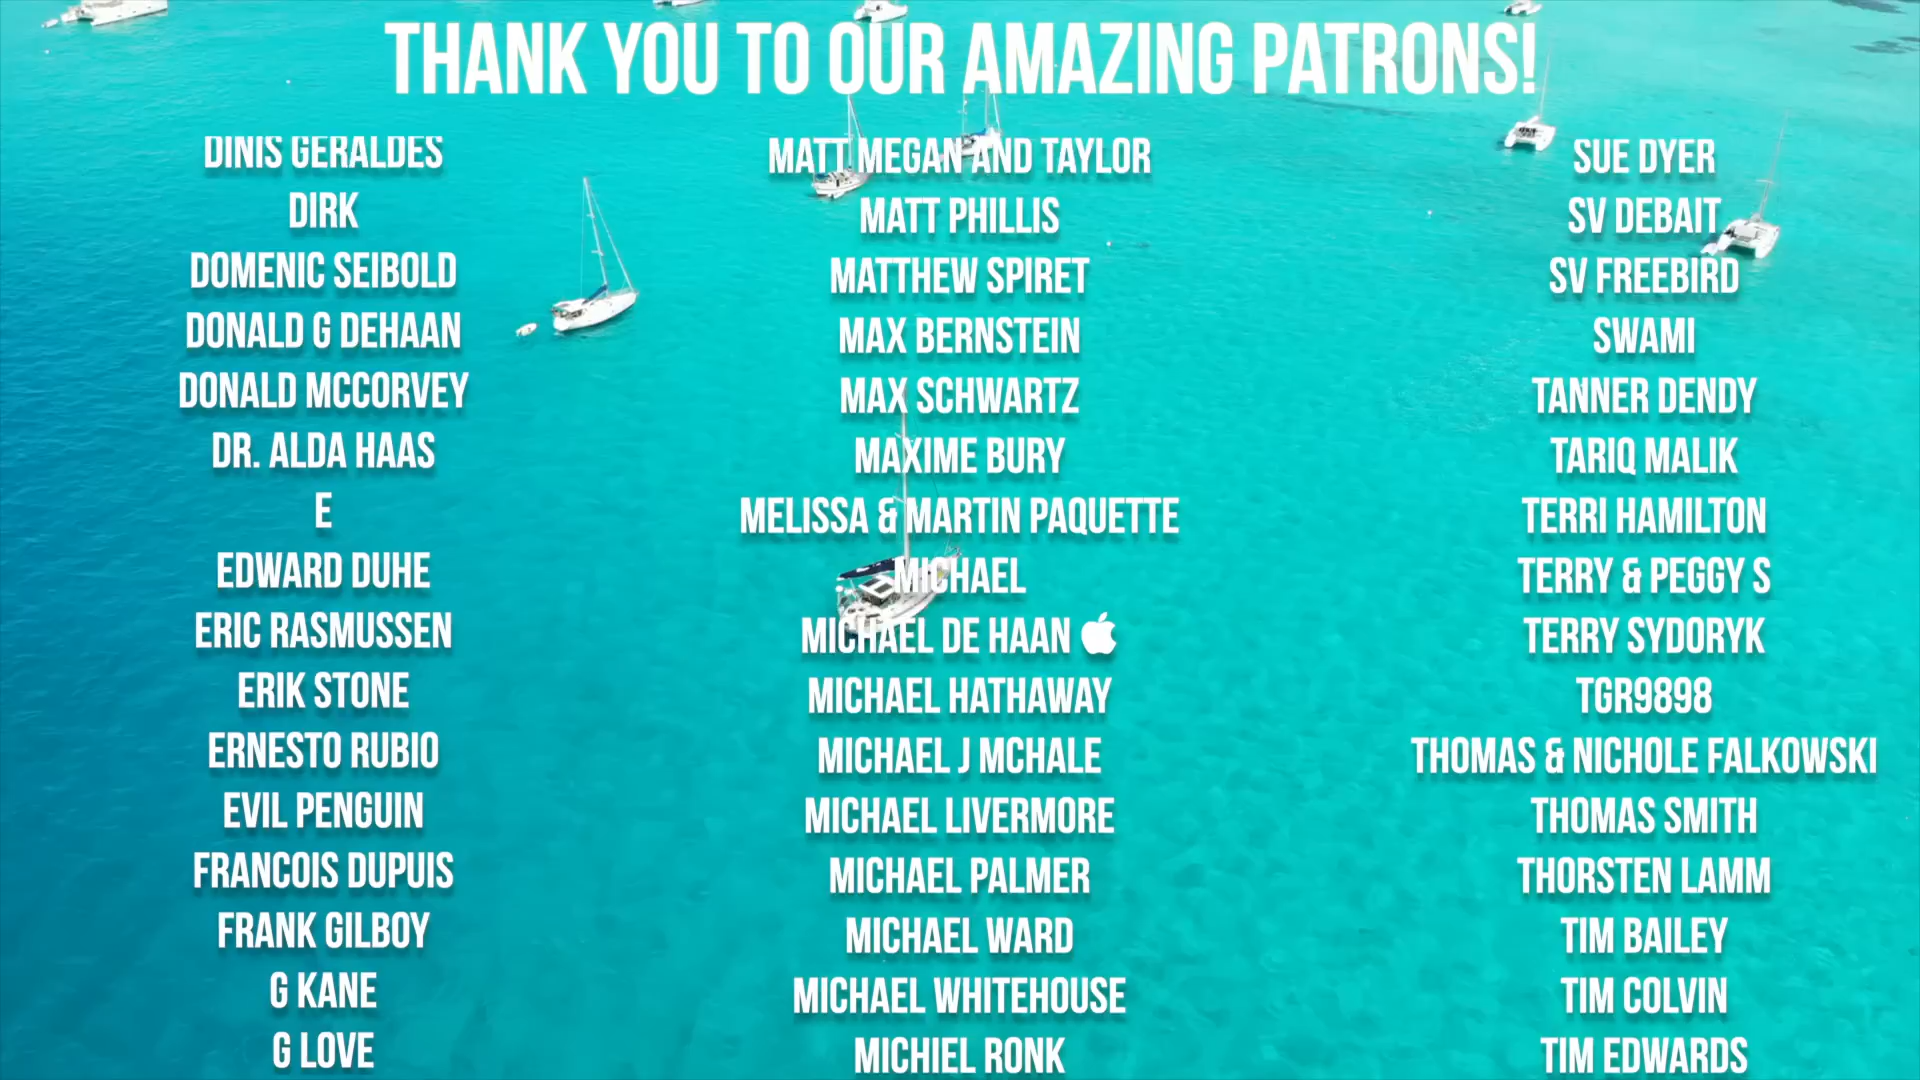 THANK YOU TO OUR AMAZING PATRONS!
DINIS GERALDES
DIRK
DOMENIC SEIBOLD
DONALD G DEHAAN
DONALD MCCORVEY
DR. ALDA HAAS
E
EDWARD DUHE
ERIC RASMUSSEN
ERIK STONE
ERNESTO RUBIO
EVIL PENGUIN
FRANCOIS DUPUIS
FRANK GILBOY
G KANE
G LOVE
MATT MEGAN AND TAYLOR
MATT PHILLIS
MATTHEW SPIRET
MAX BERNSTEIN
MAX SCHWARTZ
MAXIME BURY
MELISSA & MARTIN PAQUETTE
MICHAEL
MICHAEL DE HAAN
MICHAEL HATHAWAY
MICHAEL J MCHALE
MICHAEL LIVERMORE
MICHAEL PALMER
MICHAEL WARD
MICHAEL WHITEHOUSE
MICHIEL RONK
SUE DYER
SV DEBAIT
SV FREEBIRD
SWAMI
TANNER DENDY
TARIQ MALIK
TERRI HAMILTON
TERRY & PEGGY S
TERRY SYDORYK
TGR9898
THOMAS & NICHOLE FALKOWSKI
THOMAS SMITH
THORSTEN LAMM
TIM BAILEY
TIM COLVIN
TIM EDWARDS